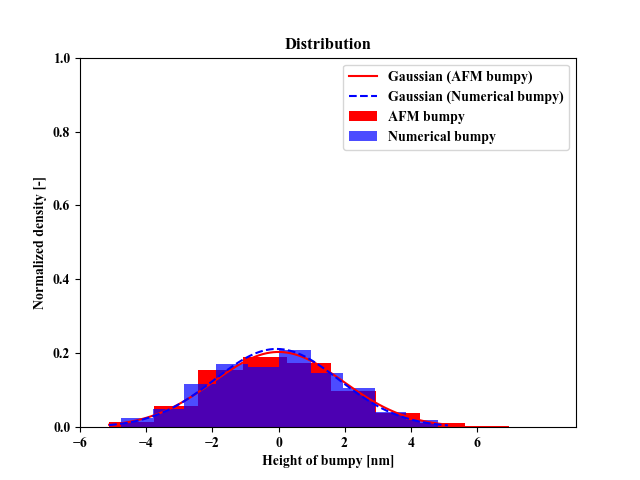 Distribution
Gaussian (AFM bumpy)
Gaussian (Numerical bumpy)
AFM bumpy
Numerical bumpy
Normalized density [-]
1.0
0.8
0.6
0.4
0.2
0.0
−6 −4 −2 0 2 4 6
Height of bumpy [nm]